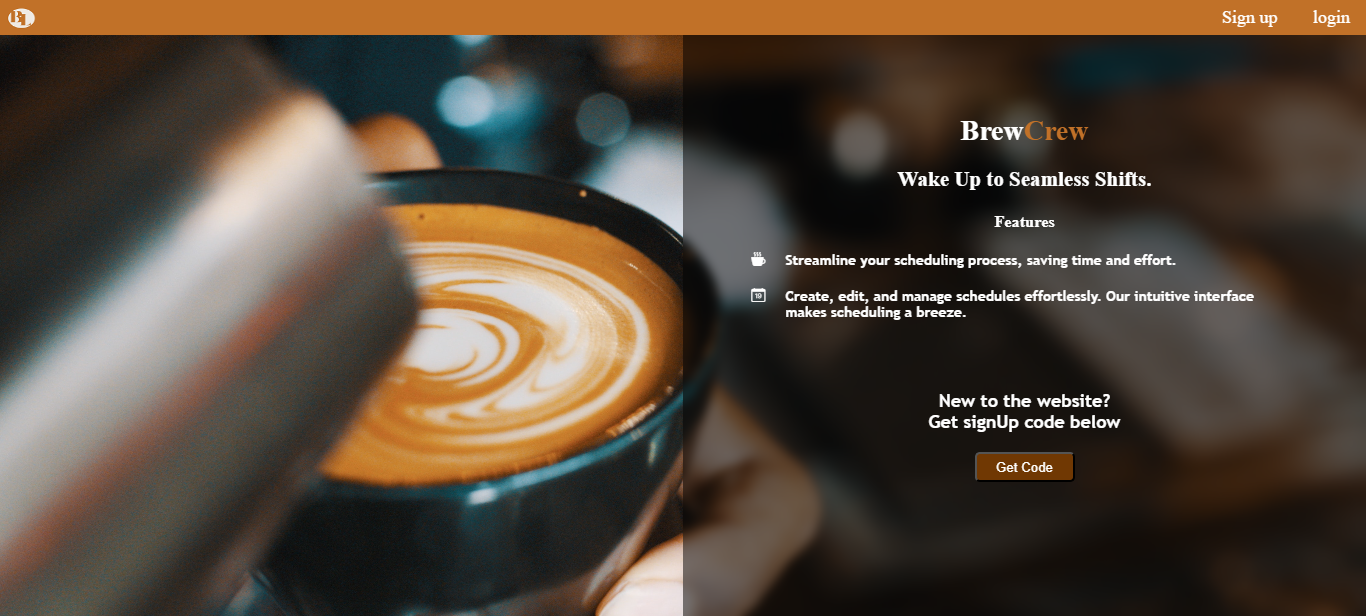 Sign up login
BrewCrew
Wake Up to Seamless Shifts.
Features
Streamline your scheduling process, saving time and effort.
19
Create, edit, and manage schedules effortlessly. Our intuitive interface
makes scheduling a breeze.
New to the website?
Get signUp code below
Get Code